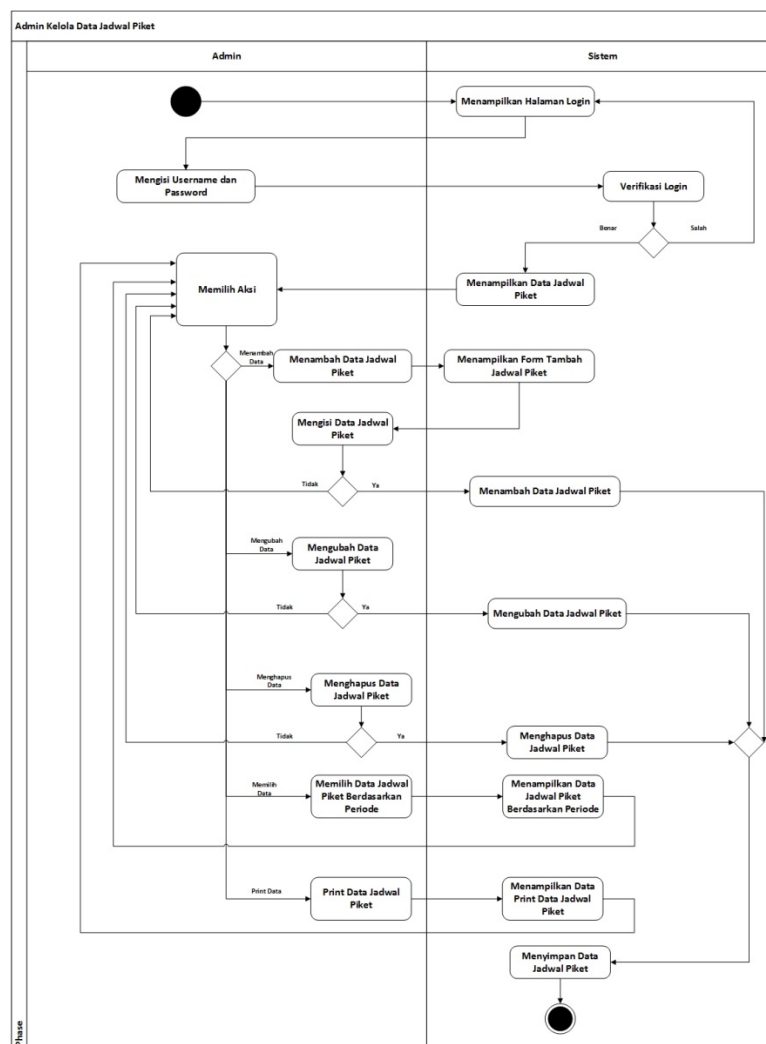 Admin Kelola Data Jadwal Piket
Admin
Sistem
Menampilkan Halaman Login
Mengisi Username dan
Password
Verifikasi Login
Benar
Salah
Memilih Aksi
Menampilkan Data Jadwal
Piket
Menambah
Data
Menambah Data Jadwal
Piket
Menampilkan Form Tambah
Jadwal Piket
Mengisi Data Jadwal
Piket
Tidak
Ya
Menambah Data Jadwal Piket
Mengubah
Data
Mengubah Data
Jadwal Piket
Tidak
Ya
Mengubah Data Jadwal Piket
Menghapus
Data
Menghapus Data
Jadwal Piket
Tidak
Ya
Menghapus Data
Jadwal Piket
Memilih
Data
Memilih Data Jadwal
Piket Berdasarkan
Periode
Menampilkan Data
Jadwal Piket
Berdasarkan Periode
Print Data
Print Data Jadwal
Piket
Menampilkan Data
Print Data Jadwal
Piket
Menyimpan Data
Jadwal Piket
Phase